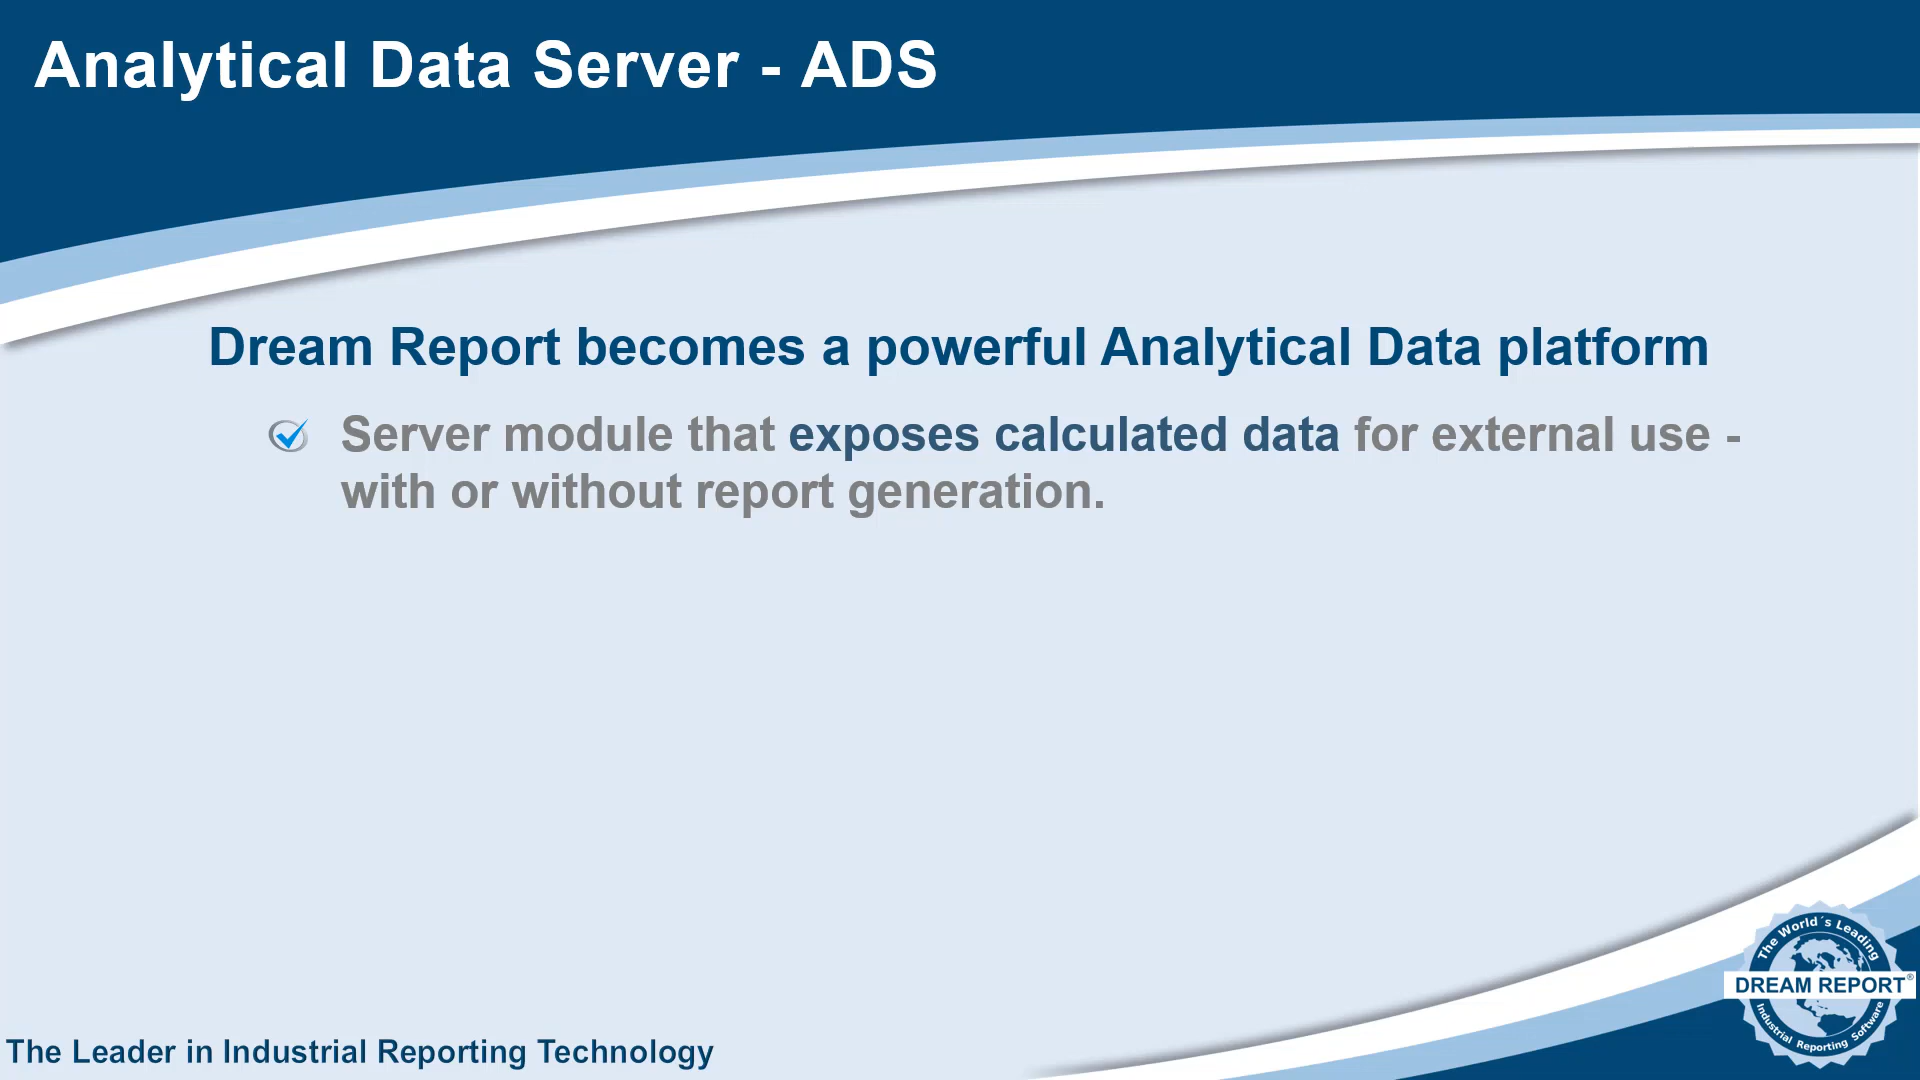 Analytical Data Server - ADS
Dream Report becomes a powerful Analytical Data platform
Server module that exposes calculated data for external use -
with or without report generation.
The World´s Leading
DREAM REPORT®
Industrial Reporting Software
The Leader in Industrial Reporting Technology